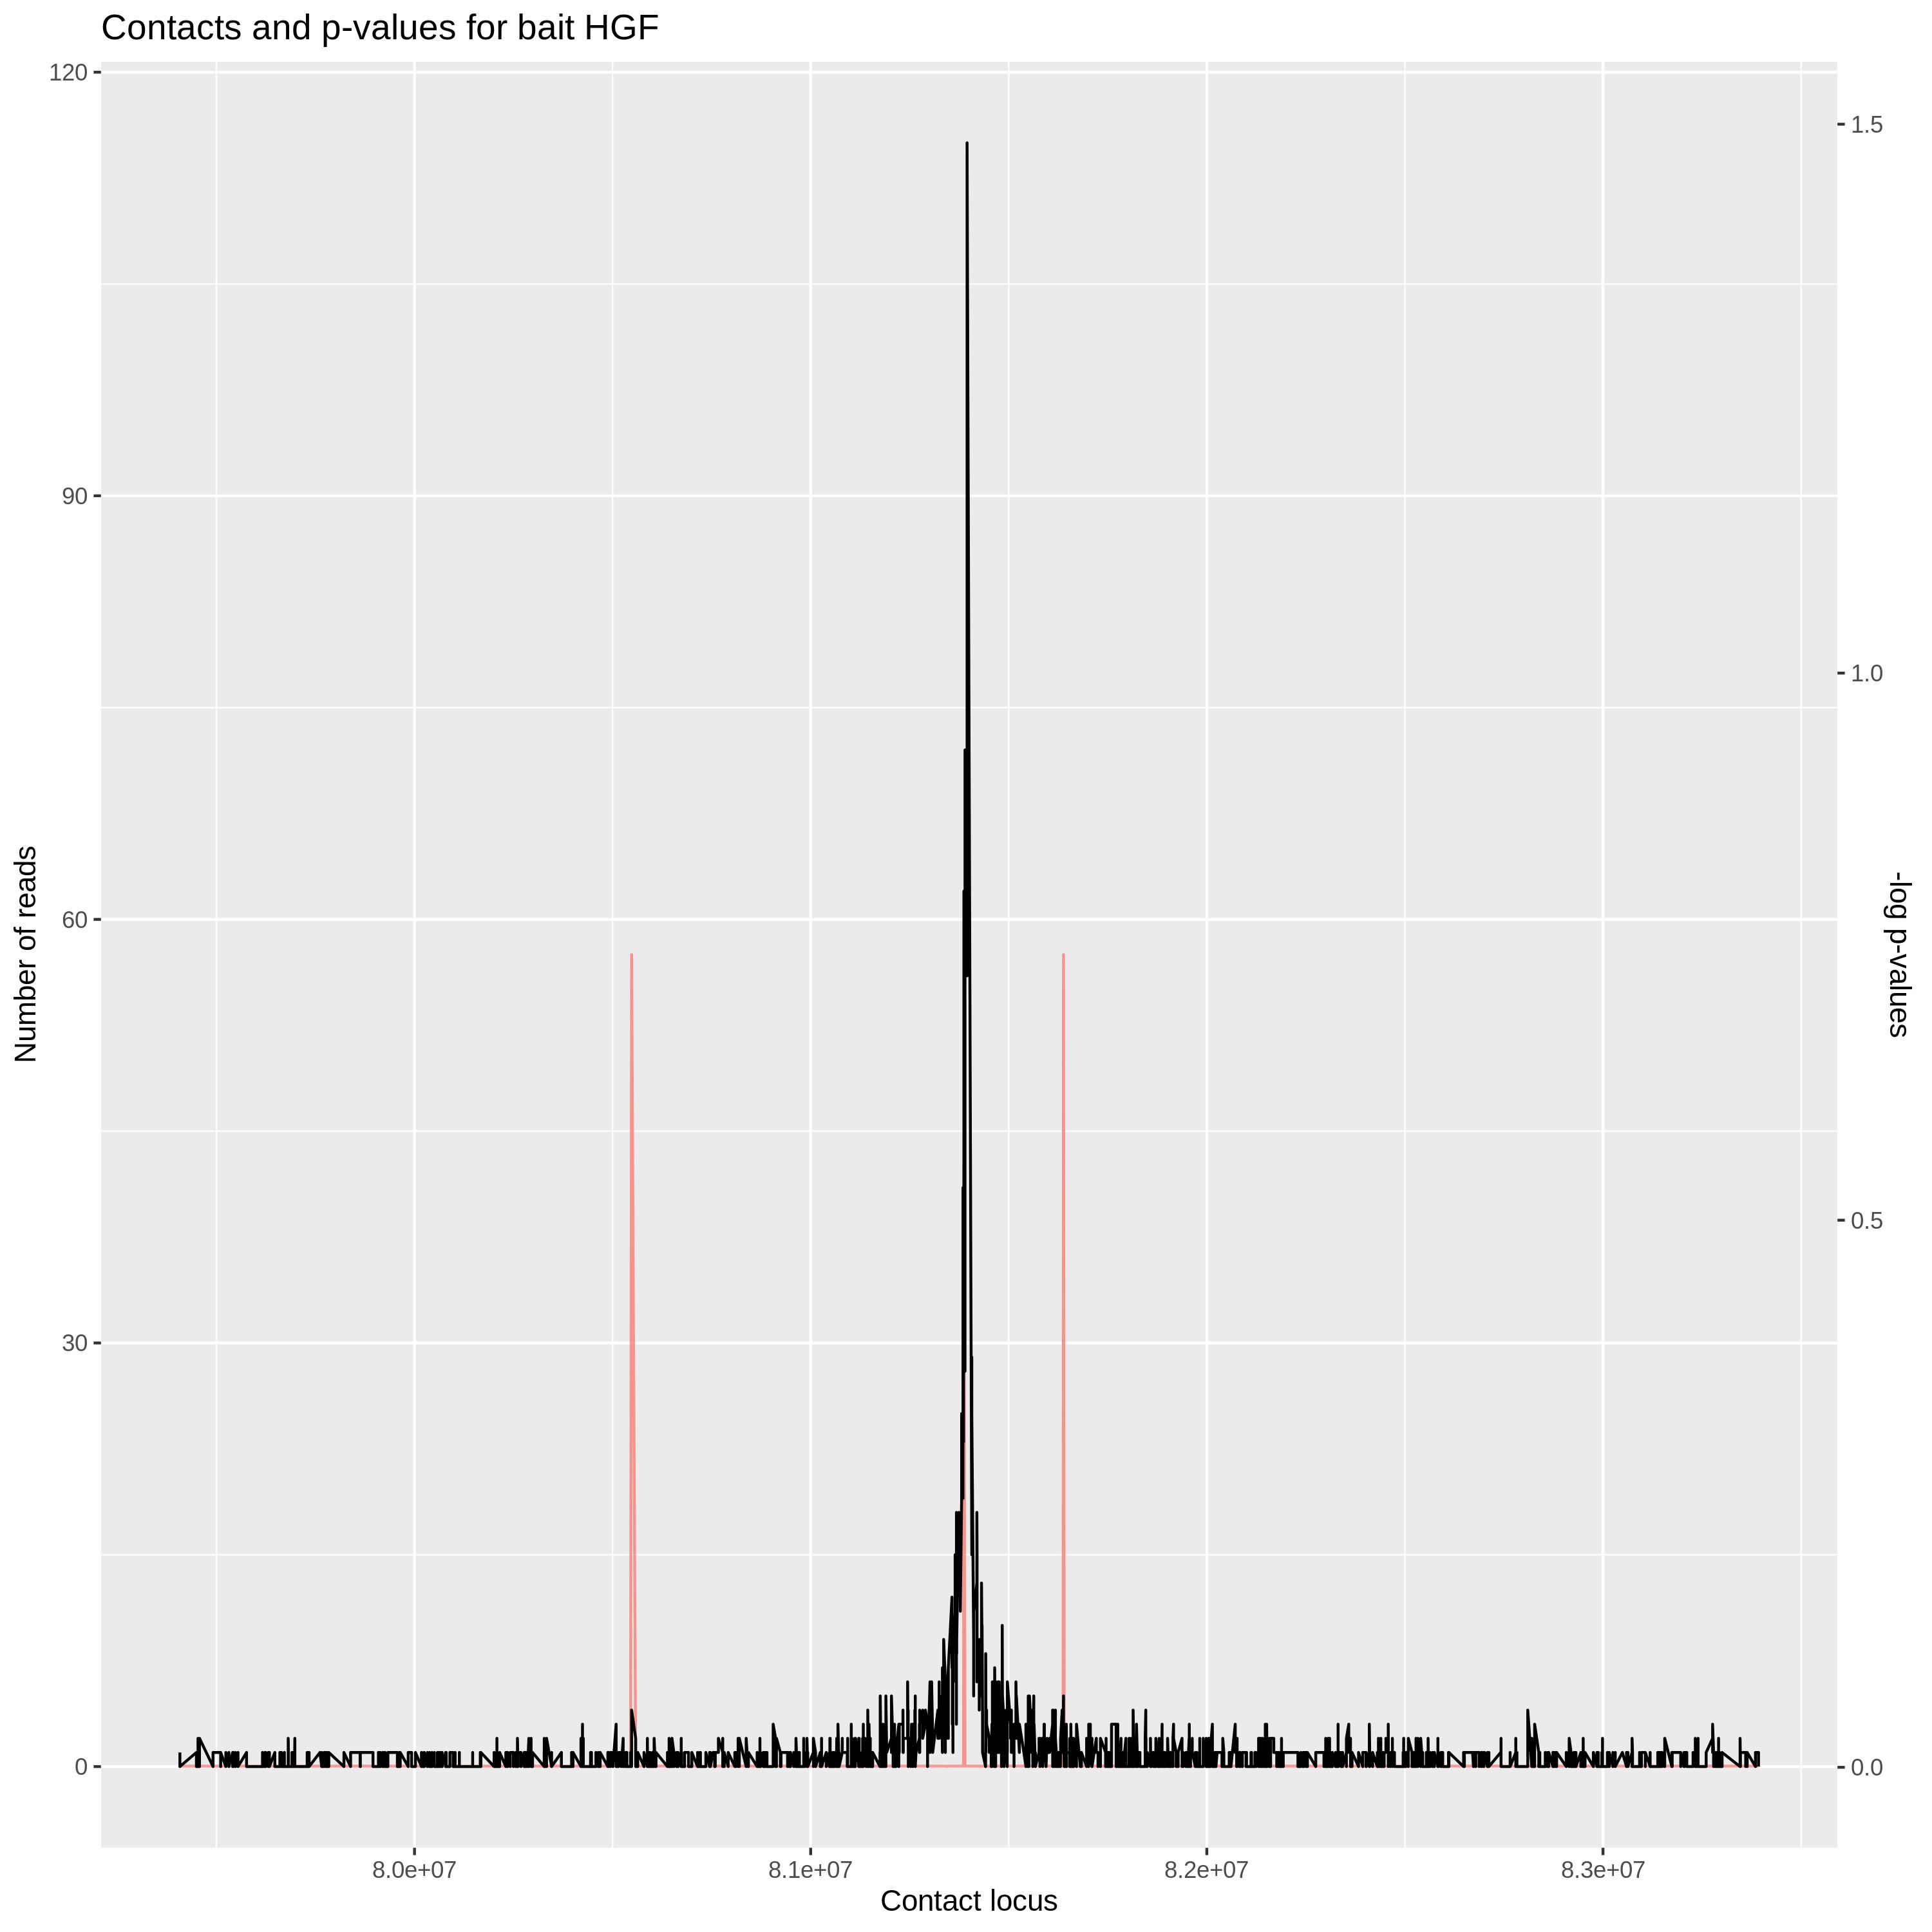 Contacts and p-values for bait HGF
120
90
60
30
0
Number of reads
1.5
1.0
0.5
0.0
-log p-values
8.0e+07
8.1e+07
8.2e+07
8.3e+07
Contact locus